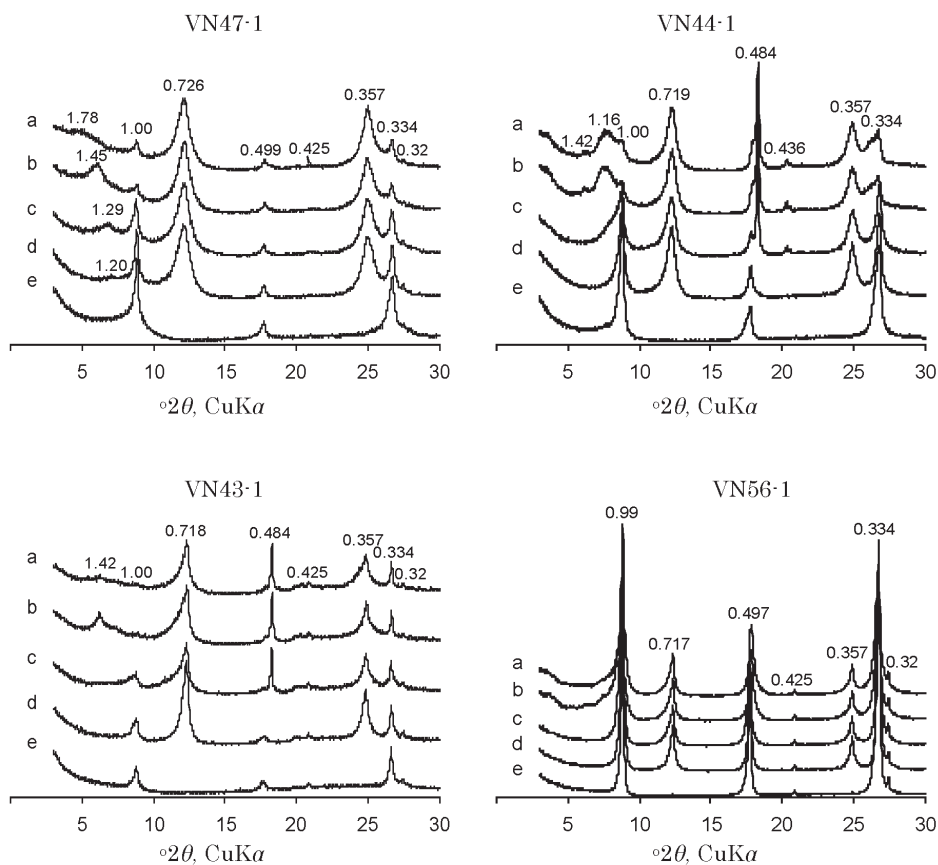 VN47-1
0.726
0.357
1.78
1.00
0.334
a
0.499
0.425
0.32
1.45
b
c
1.29
d
1.20
e
5 10 15 20 25 30
°2θ, CuKα
VN44-1
0.484
0.719
0.357
1.16
0.334
a
1.42
1.00
0.436
b
c
d
e
5 10 15 20 25 30
°2θ, CuKα
VN43-1
0.718
0.484
0.357
0.334
a
1.42
1.00
0.425
0.32
b
c
d
e
5 10 15 20 25 30
°2θ, CuKα
VN56-1
0.99
0.334
0.497
0.717
0.357
a
0.425
0.32
b
c
d
e
5 10 15 20 25 30
°2θ, CuKα